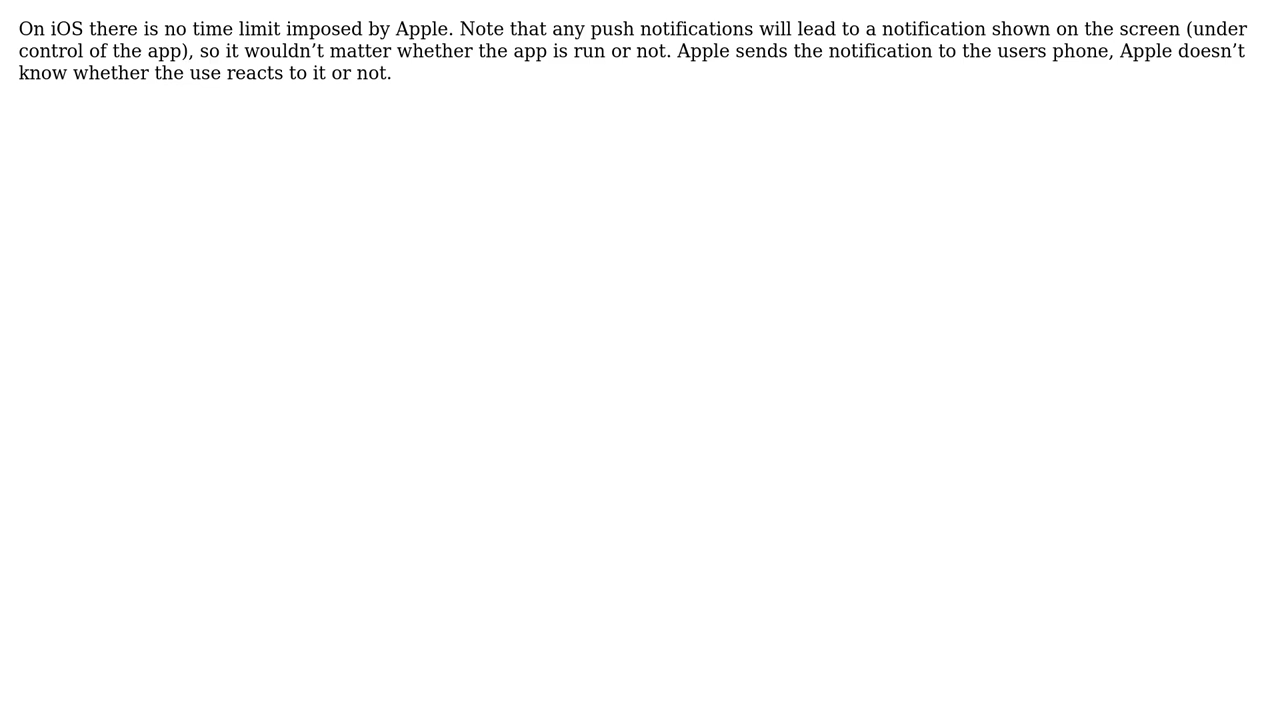 On iOS there is no time limit imposed by Apple. Note that any push notifications will lead to a notification shown on the screen (under
control of the app), so it wouldn’t matter whether the app is run or not. Apple sends the notification to the users phone, Apple doesn’t
know whether the use reacts to it or not.